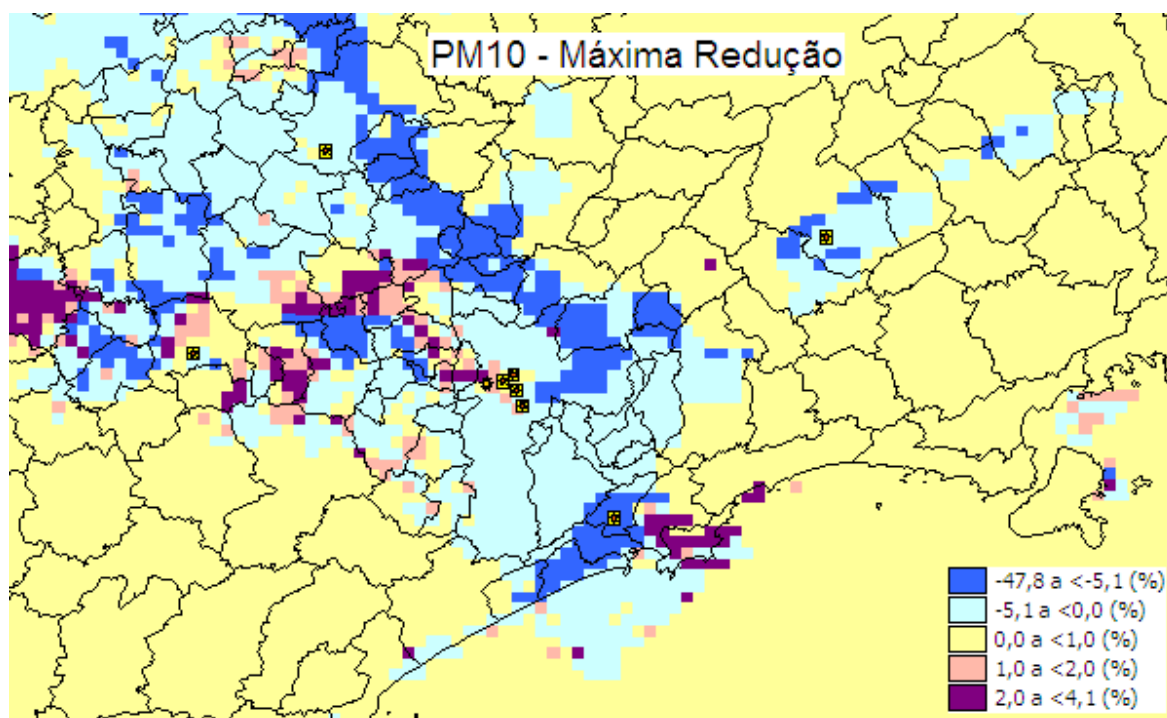 PM10 - Máxima Redução
-47,8 a <-5,1 (%)
-5,1 a <0,0 (%)
0,0 a <1,0 (%)
1,0 a <2,0 (%)
2,0 a <4,1 (%)